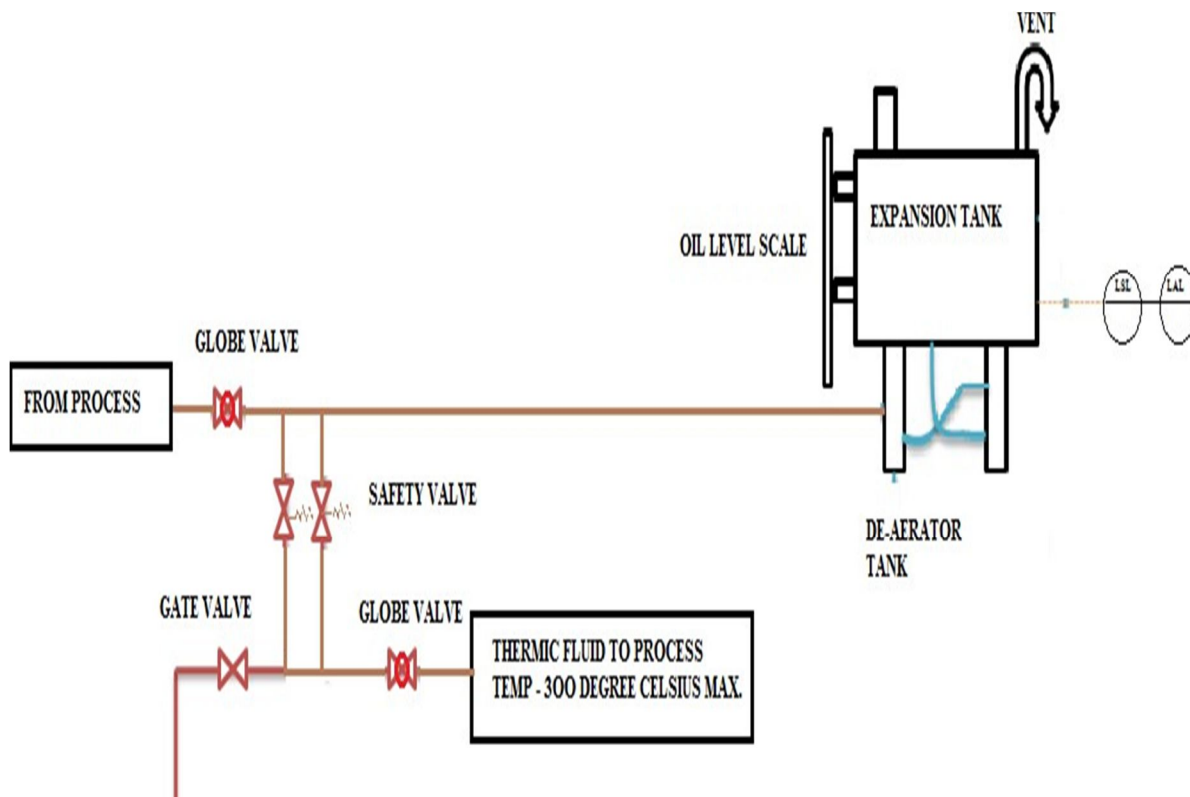 VENT
EXPANSION TANK
OIL LEVEL SCALE
LSL
LAL
GLOBE VALVE
FROM PROCESS
SAFETY VALVE
DE-AERATOR
TANK
GATE VALVE
GLOBE VALVE
THERMIC FLUID TO PROCESS
TEMP - 3OO DEGREE CELSIUS MAX.